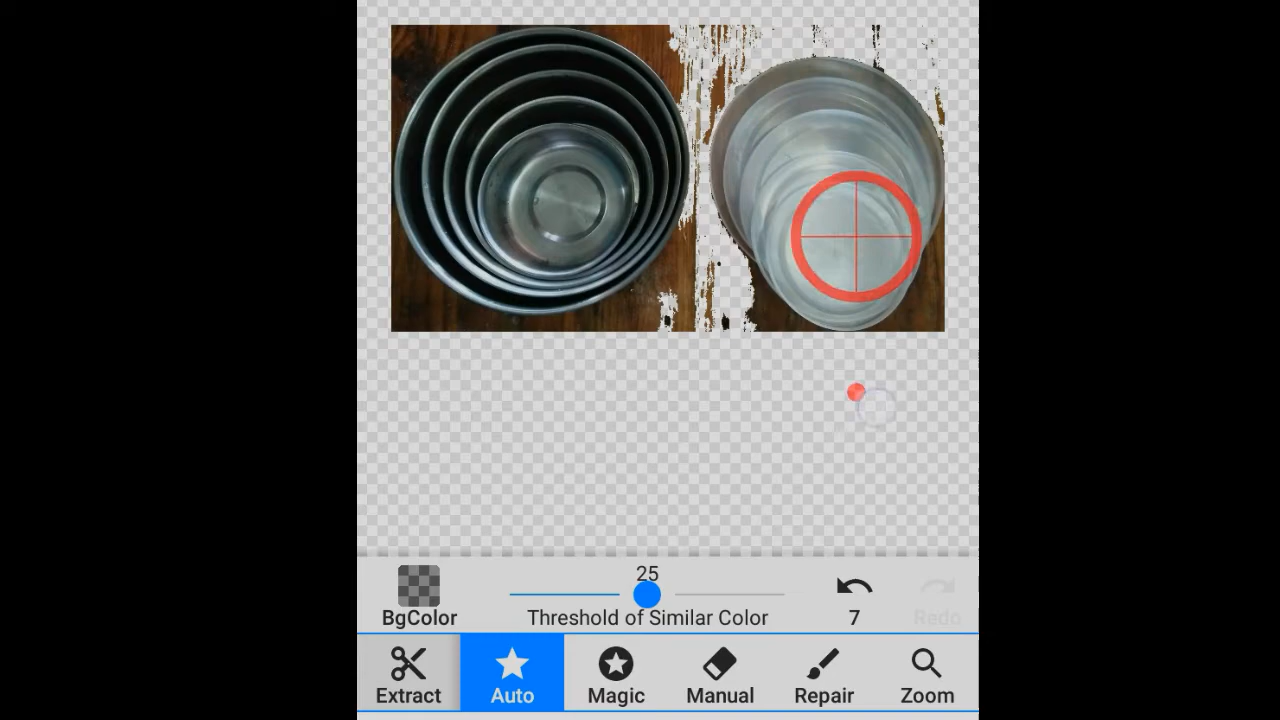 25
BgColor
Threshold of Similar Color
7
Redo
Extract
Auto
Magic
Manual
Repair
Zoom